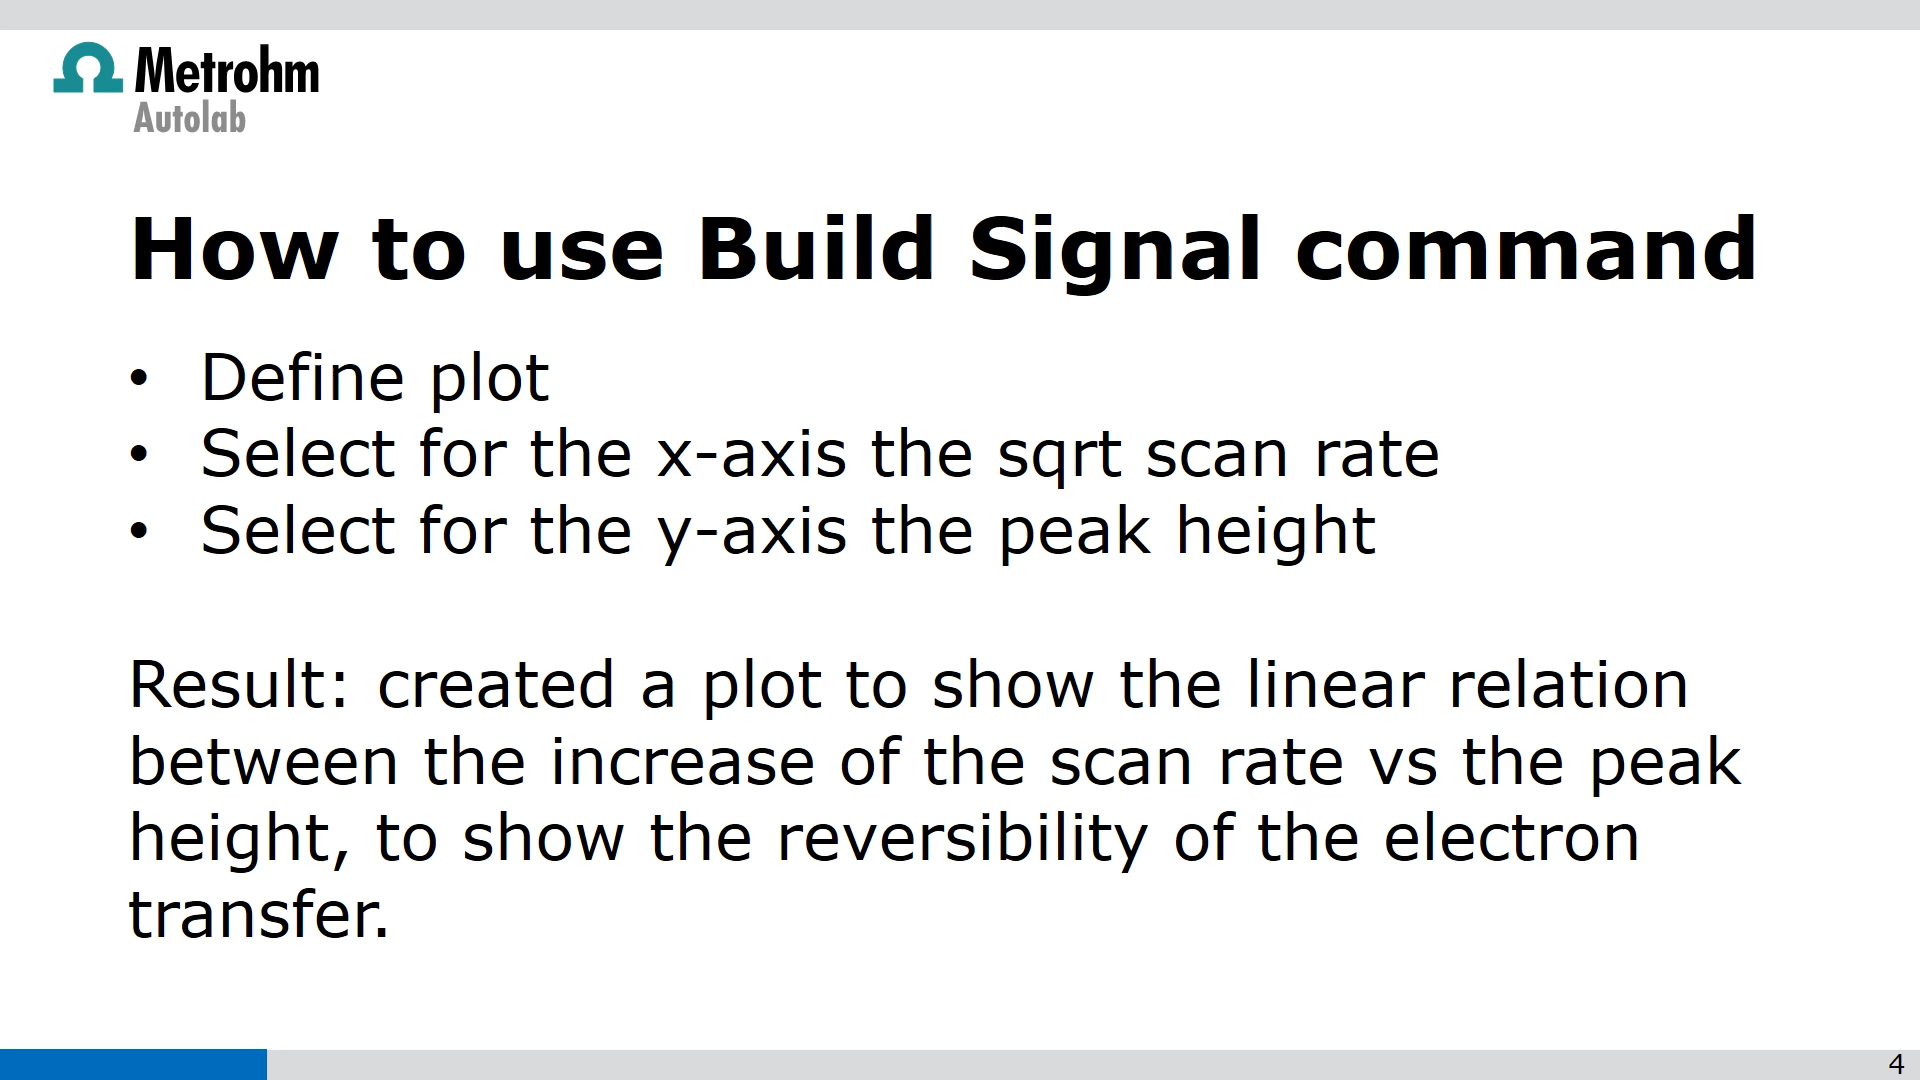 Metrohm
Autolab
How to use Build Signal command
• Define plot
• Select for the x-axis the sqrt scan rate
• Select for the y-axis the peak height
Result: created a plot to show the linear relation
between the increase of the scan rate vs the peak
height, to show the reversibility of the electron
transfer.
4